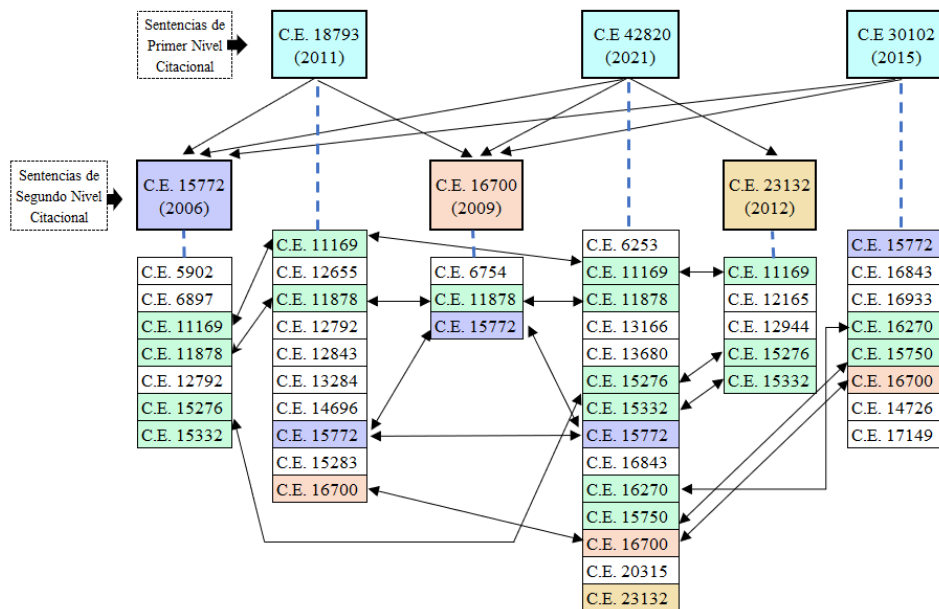 Sentencias de
Primer Nivel
Citacional
C.E. 18793
(2011)
C.E 42820
(2021)
C.E 30102
(2015)
Sentencias de
Segundo Nivel
Citacional
C.E. 15772
(2006)
C.E. 16700
(2009)
C.E. 23132
(2012)
C.E. 5902
C.E. 6897
C.E. 11169
C.E. 11878
C.E. 12792
C.E. 15276
C.E. 15332
C.E. 11169
C.E. 12655
C.E. 11878
C.E. 12792
C.E. 12843
C.E. 13284
C.E. 14696
C.E. 15772
C.E. 15283
C.E. 16700
C.E. 6754
C.E. 11878
C.E. 15772
C.E. 6253
C.E. 11169
C.E. 11878
C.E. 13166
C.E. 13680
C.E. 15276
C.E. 15332
C.E. 15772
C.E. 16843
C.E. 16270
C.E. 15750
C.E. 16700
C.E. 20315
C.E. 23132
C.E. 11169
C.E. 12165
C.E. 12944
C.E. 15276
C.E. 15332
C.E. 15772
C.E. 16843
C.E. 16933
C.E. 16270
C.E. 15750
C.E. 16700
C.E. 14726
C.E. 17149